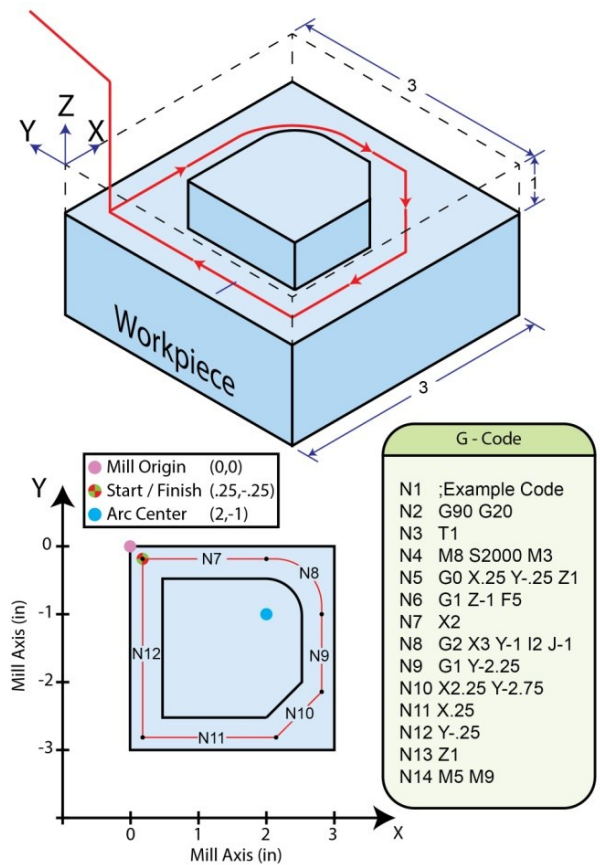 3
Z
Y
X
1
Workpiece
3
Mill Origin (0,0)
Start / Finish (.25,-.25)
Arc Center (2,-1)
Y
0
-1
-2
-3
Mill Axis (in)
N7
N8
N9
N10
N11
N12
0
1
2
3
X
Mill Axis (in)
G - Code
N1 ;Example Code
N2 G90 G20
N3 T1
N4 M8 S2000 M3
N5 G0 X.25 Y-.25 Z1
N6 G1 Z-1 F5
N7 X2
N8 G2 X3 Y-1 I2 J-1
N9 G1 Y-2.25
N10 X2.25 Y-2.75
N11 X.25
N12 Y-.25
N13 Z1
N14 M5 M9